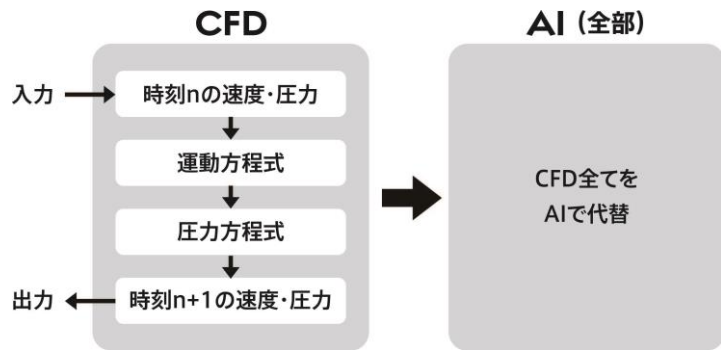 CFD
入力
時刻nの速度・圧力
運動方程式
圧力方程式
出力
時刻n+1の速度・圧力
AI（全部）
CFD全てを
AIで代替